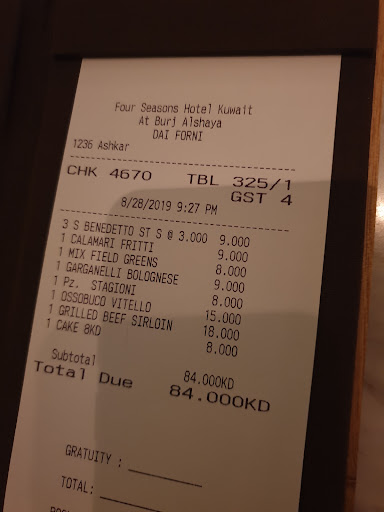 Four Seasons Hotel Kuwait
At Burj Alshaya
DAI FORNI
1236 Ashkar
CHK 4670 TBL 325/1
GST 4
8/28/2019 9:27 PM
3 S BENEDETTO ST S @ 3.000 9.000
1 CALAMARI FRITTI 9.000
1 MIX FIELD GREENS 8.000
1 GARGANELLI BOLOGNESE 9.000
1 Pz. STAGIONI 8.000
1 OSSOBUCO VITELLO 15.000
1 GRILLED BEEF SIRLOIN 18.000
1 CAKE 8KD 8.000
Subtotal 84.000KD
Total Due 84.000KD
GRATUITY :
TOTAL: